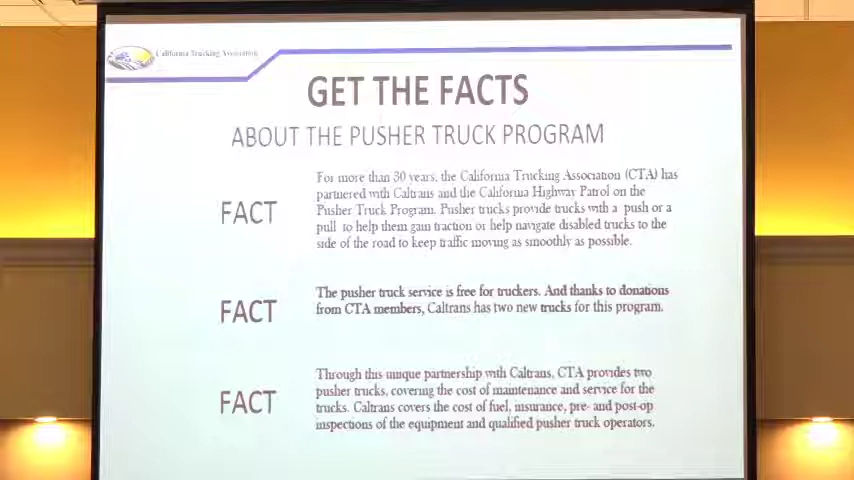 California Trucking Association
GET THE FACTS
ABOUT THE PUSHER TRUCK PROGRAM
FACT
For more than 30 years, the California Trucking Association (CTA) has
partnered with Caltrans and the California Highway Patrol on the
Pusher Truck Program. Pusher trucks provide trucks with a push or a
pull to help them gain traction or help navigate disabled trucks to the
side of the road to keep traffic moving as smoothly as possible.
FACT
The pusher truck service is free for truckers. And thanks to donations
from CTA members, Caltrans has two new trucks for this program.
FACT
Through this unique partnership with Caltrans, CTA provides two
pusher trucks, covering the cost of maintenance and service for the
trucks. Caltrans covers the cost of fuel, insurance, pre- and post-op
inspections of the equipment and qualified pusher truck operators.